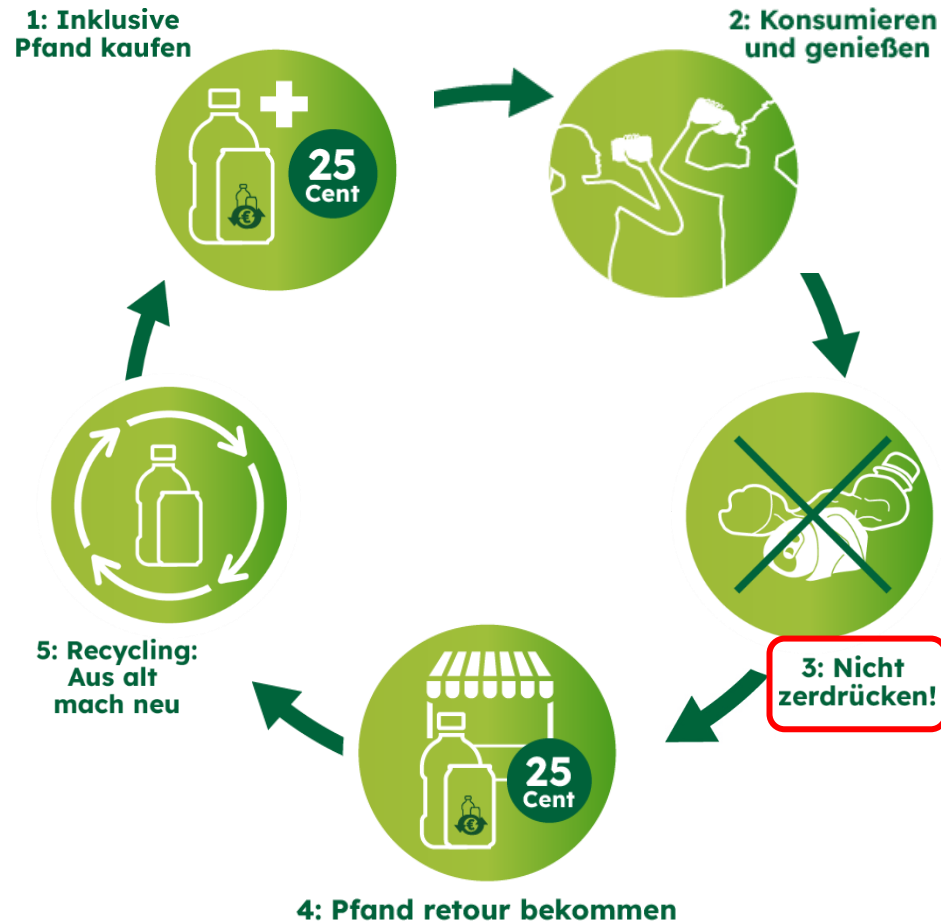 1: Inklusive
Pfand kaufen
25
Cent
2: Konsumieren
und genießen
3: Nicht
zerdrücken!
25
Cent
4: Pfand retour bekommen
5: Recycling:
Aus alt
mach neu